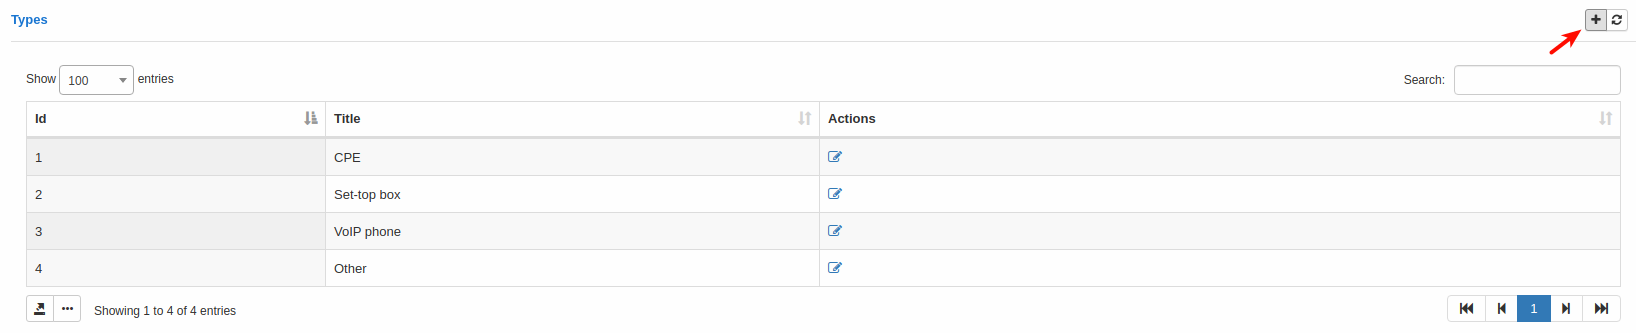 Types
Show 100 entries Search:
Id Title Actions
1 CPE
2 Set-top box
3 VoIP phone
4 Other
Showing 1 to 4 of 4 entries 1